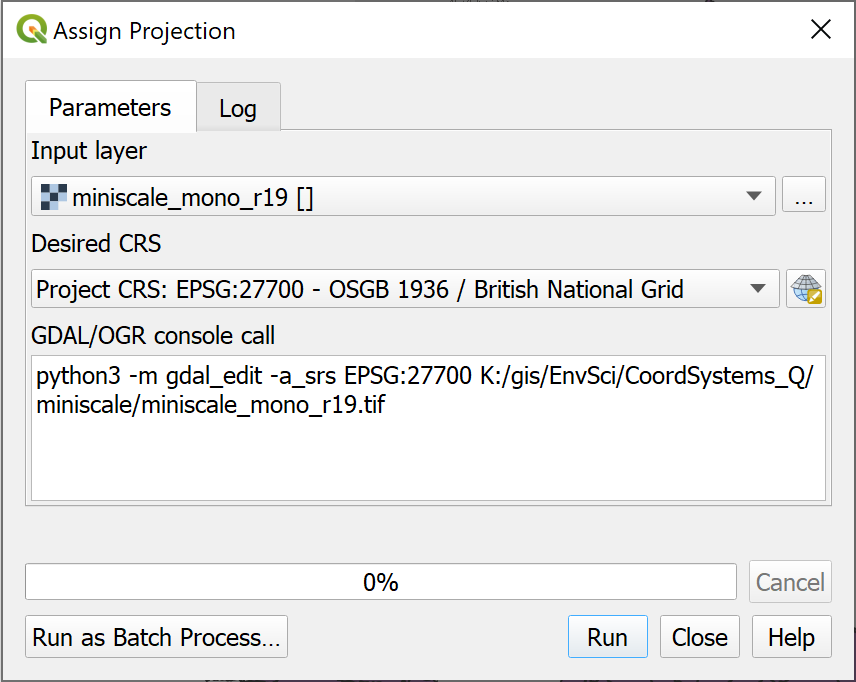 Assign Projection
Parameters
Log
Input layer
miniscale_mono_r19 []
...
Desired CRS
Project CRS: EPSG:27700 - OSGB 1936 / British National Grid
GDAL/OGR console call
python3 -m gdal_edit -a_srs EPSG:27700 K:/gis/EnvSci/CoordSystems_Q/
miniscale/miniscale_mono_r19.tif
0%
Cancel
Run as Batch Process...
Run
Close
Help